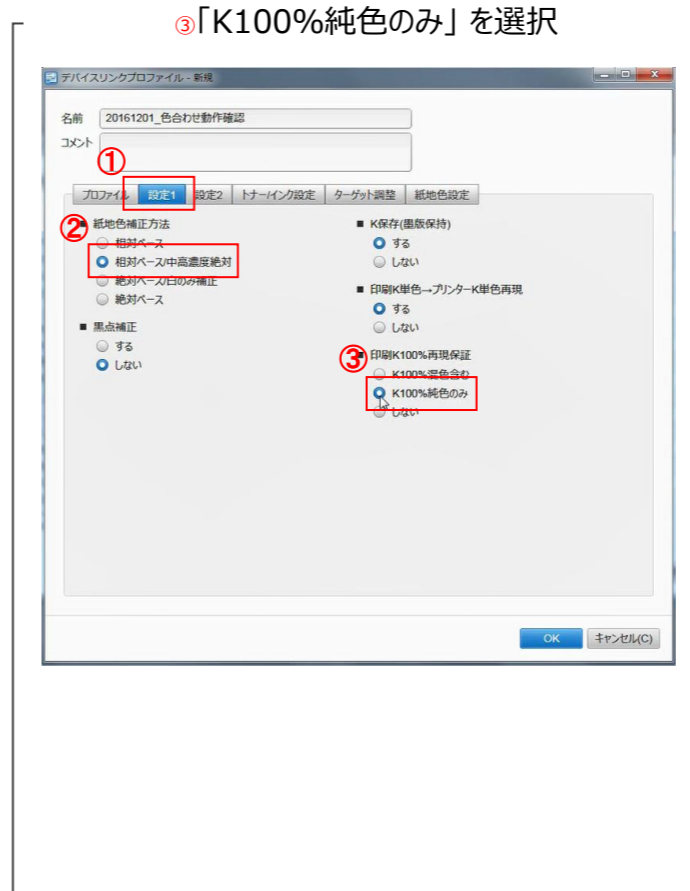 ③「K100%純色のみ」を選択
デバイスリンクプロファイル - 新規
名前 20161201_色合わせ動作確認
コメント
①
プロファイル 設定1 設定2 トナー/インク設定 ターゲット調整 紙地色設定
②
■ 紙地色補正方法
相対ベース
相対ベース/中高濃度絶対
絶対ベース/白のみ補正
絶対ベース
■ 黒点補正
する
しない
■ K保存(墨版保持)
する
しない
■ 印刷K単色→プリンターK単色再現
する
しない
③
■ 印刷K100%再現保証
K100%混色含む
K100%純色のみ
しない
OK キャンセル(C)